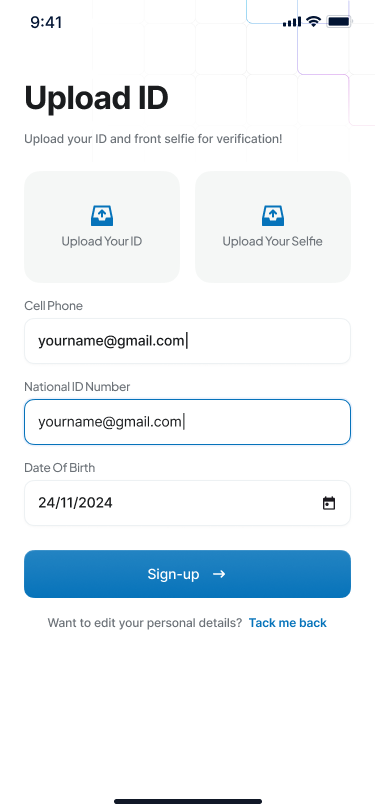 9:41
Upload ID
Upload your ID and front selfie for verification!
Upload Your ID
Upload Your Selfie
Cell Phone
yourname@gmail.com
National ID Number
yourname@gmail.com
Date Of Birth
24/11/2024
Sign-up →
Want to edit your personal details? Tack me back